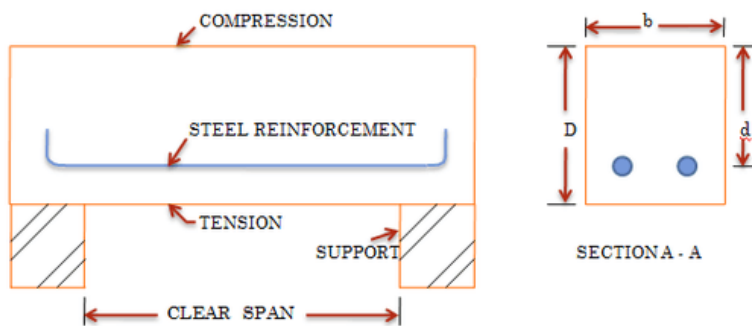 COMPRESSION
STEEL REINFORCEMENT
TENSION
SUPPORT
CLEAR SPAN
b
D
d
SECTION A - A